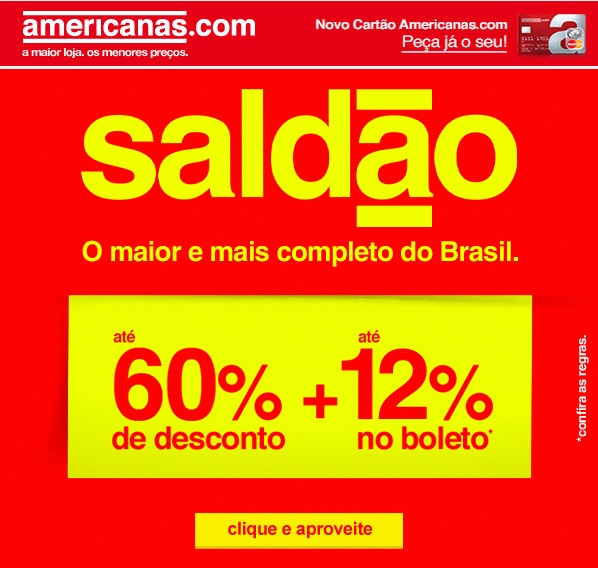 americanas.com
a maior loja. os menores preços.
Novo Cartão Americanas.com
Peça já o seu!
saldão
O maior e mais completo do Brasil.
até
60%
de desconto
+
até
12%
no boleto*
*confira as regras.
clique e aproveite